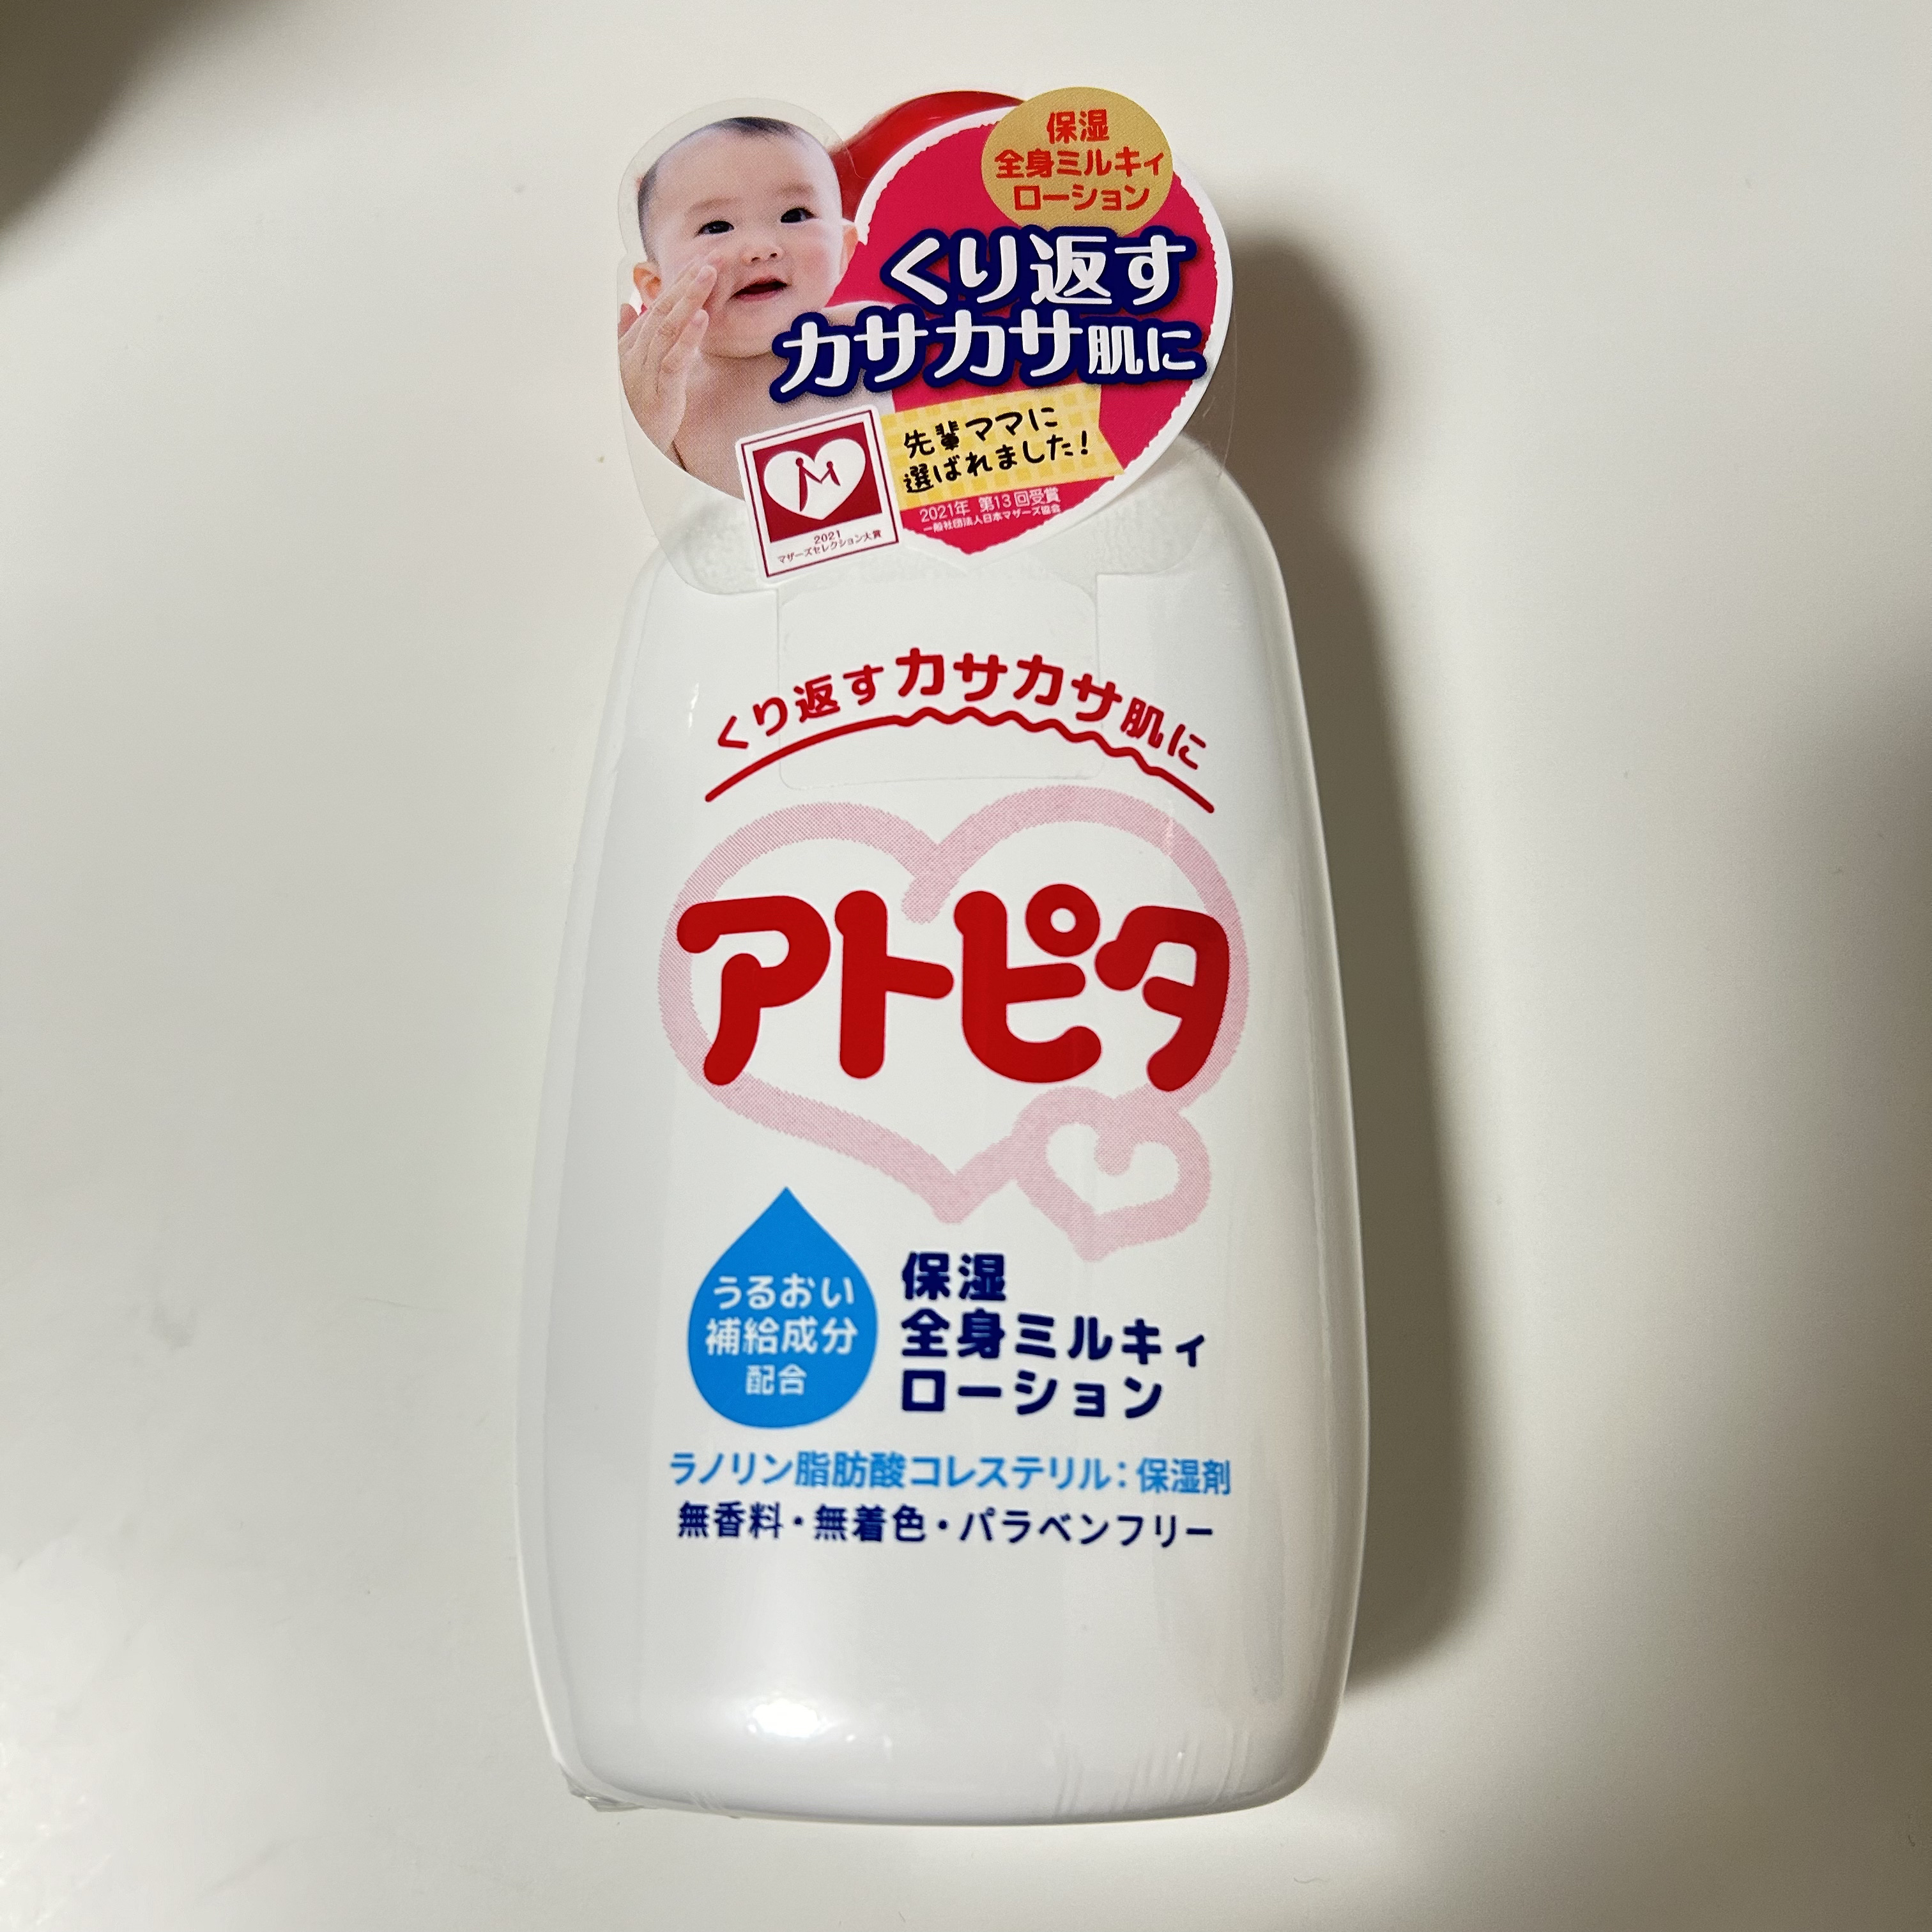 保湿
全身ミルキィ
ローション
くり返す
カサカサ肌に
先輩ママに
選ばれました!
2021年 第13回受賞
一般社団法人日本マザーズ協会
2021
マザーズセレクション大賞
くり返すカサカサ肌に
アトピタ
うるおい
補給成分
配合
保湿
全身ミルキィ
ローション
ラノリン脂肪酸コレステリル:保湿剤
無香料・無着色・パラベンフリー